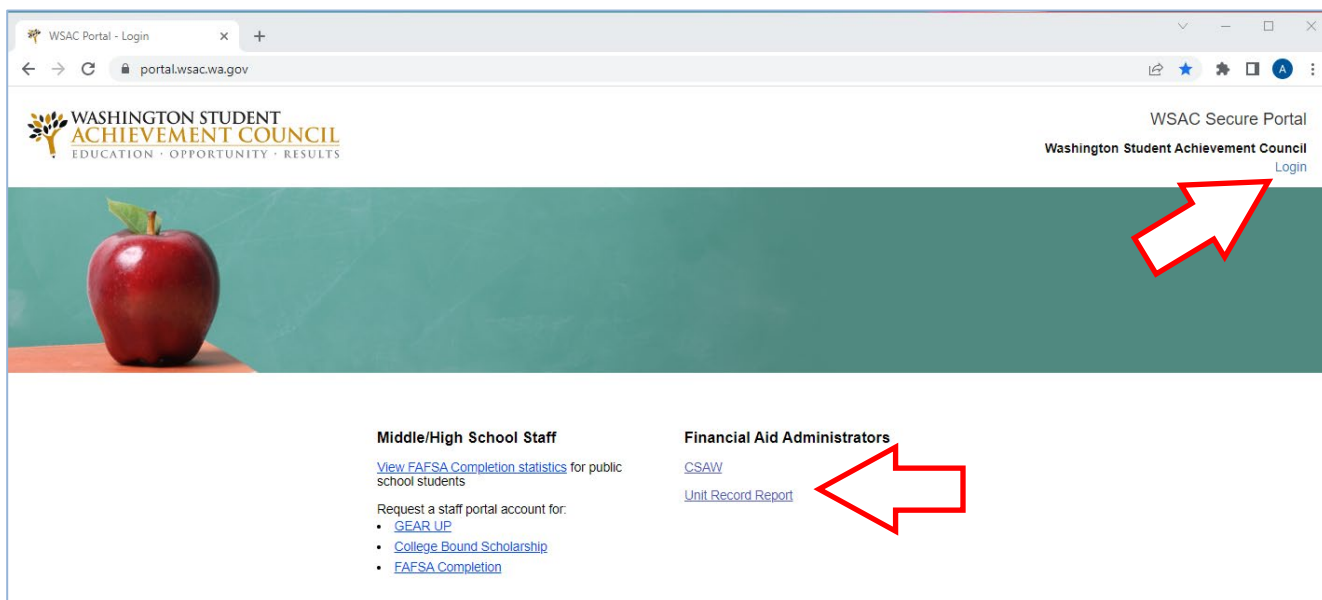 WSAC Portal - Login
portal.wsac.wa.gov
A
WASHINGTON STUDENT
ACHIEVEMENT COUNCIL
EDUCATION · OPPORTUNITY · RESULTS
WSAC Secure Portal
Washington Student Achievement Council
Login
Middle/High School Staff
View FAFSA Completion statistics for public
school students
Request a staff portal account for:
• GEAR UP
• College Bound Scholarship
• FAFSA Completion
Financial Aid Administrators
CSAW
Unit Record Report